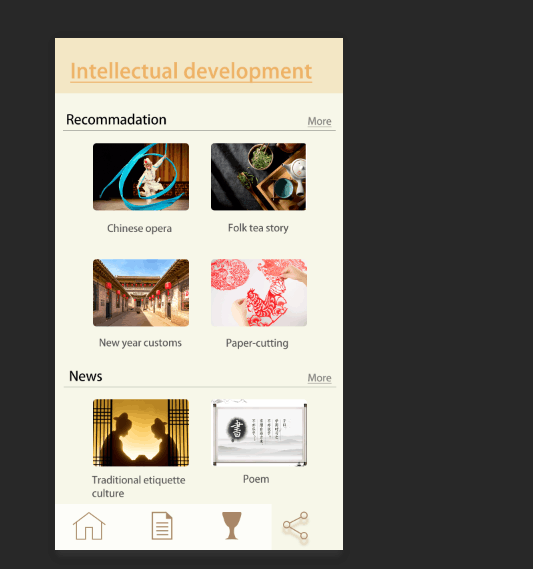 Intellectual development
Recommadation
More
Chinese opera
Folk tea story
New year customs
Paper-cutting
News
More
書
Traditional etiquette
culture
Poem